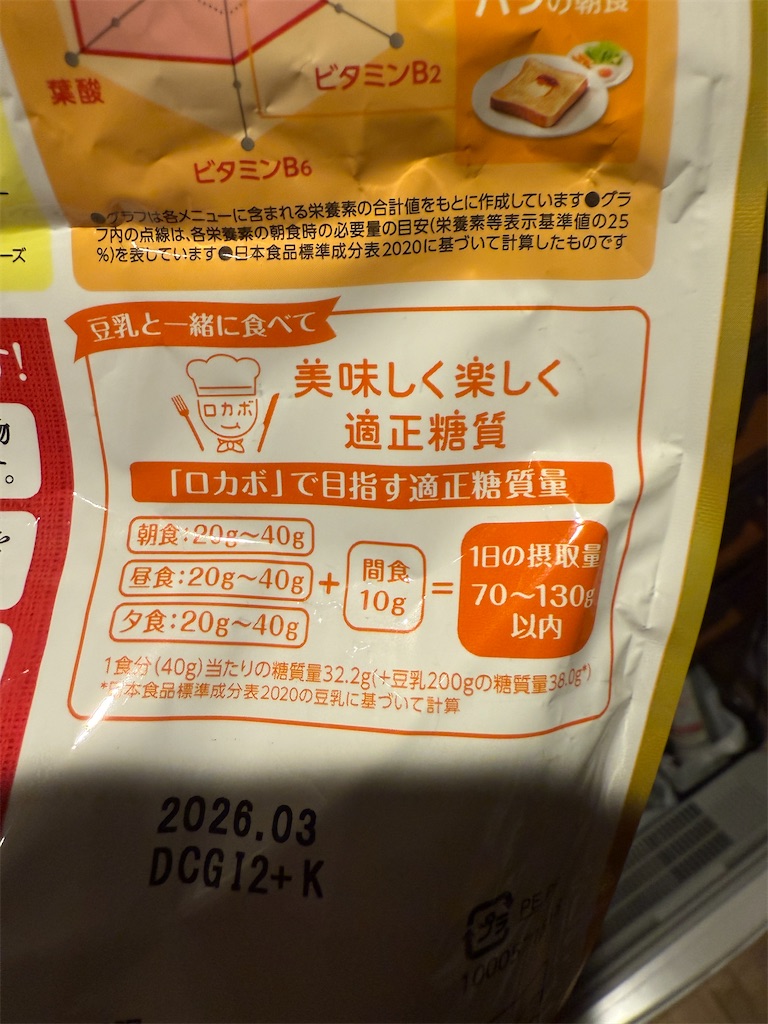 パンの朝食
葉酸
ビタミンB2
ビタミンB6
●グラフは各メニューに含まれる栄養素の合計値をもとに作成しています●グラ
フ内の点線は、各栄養素の朝食時の必要量の目安(栄養素等表示基準値の25
%)を表しています●日本食品標準成分表2020に基づいて計算したものです
ーズ
豆乳と一緒に食べて
ロカボ
美味しく楽しく
適正糖質
「ロカボ」で目指す適正糖質量
朝食:20g〜40g
昼食:20g〜40g
夕食:20g〜40g
+
間食
10g
=
1日の摂取量
70〜130g
以内
1食分(40g)当たりの糖質量32.2g(+豆乳200gの糖質量38.0g*)
*日本食品標準成分表2020の豆乳に基づいて計算
物
す。
2026.03
DCGI2+K
プラ